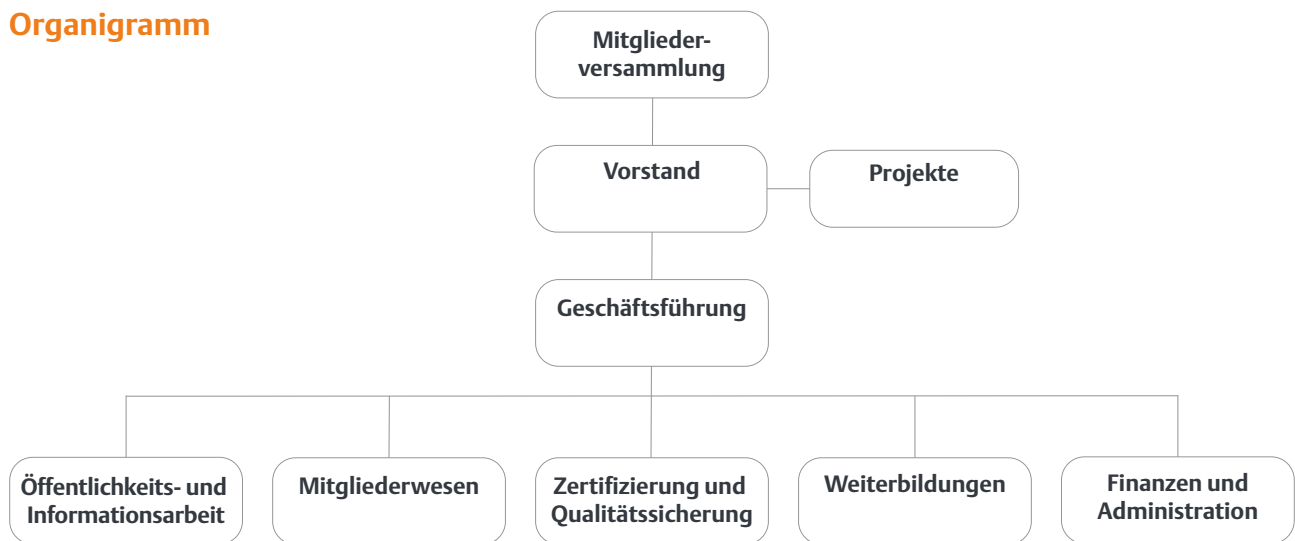 Organigramm
Mitglieder-
versammlung
Vorstand
Projekte
Geschäftsführung
Öffentlichkeits- und
Informationsarbeit
Mitgliederwesen
Zertifizierung und
Qualitätssicherung
Weiterbildungen
Finanzen und
Administration